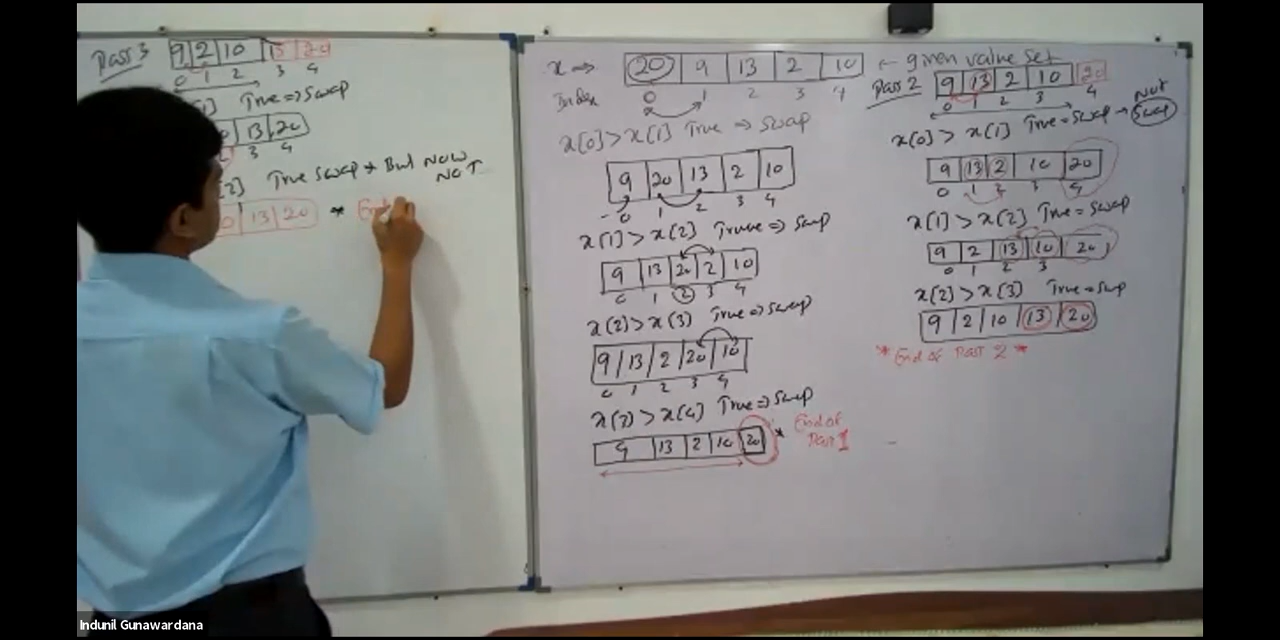 Pass 3
9 2 10 13 20
0 1 2 3 4
1] True => Swap
0 13 20
3 4
2] True Swap * But NOW
NOT
0 13 20 * End
x => 20 9 13 2 10 <- given value set
Index 0 1 2 3 4
x[0] > x[1] True => Swap
9 20 13 2 10
0 1 2 3 4
x[1] > x[2] True => Swap
9 13 20 2 10
0 1 2 3 4
x[2] > x[3] True => Swap
9 13 2 20 10
0 1 2 3 4
x[3] > x[4] True => Swap
9 13 2 10 20 * End of
Pass 1
Pass 2 9 13 2 10 20
0 1 2 3 4
Not
x[0] > x[1] True = Swap → Swap
9 13 2 10 20
0 1 2 3 4
x[1] > x[2] True = Swap
9 2 13 10 20
0 1 2 3
x[2] > x[3] True = Swap
9 2 10 13 20
* End of Pass 2 *
Indunil Gunawardana